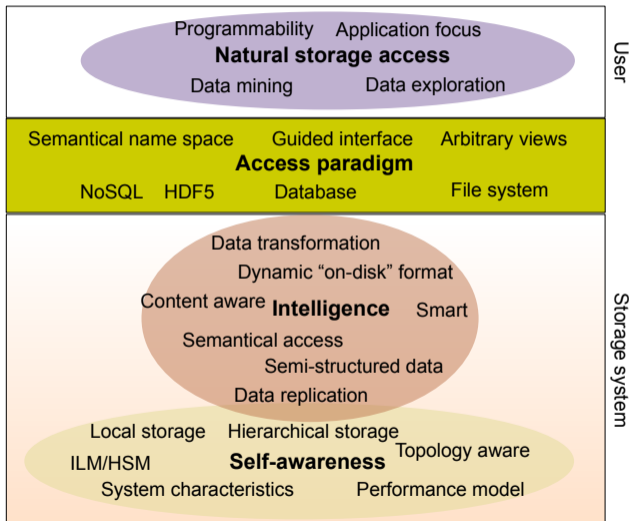 Programmability Application focus
Natural storage access
Data mining Data exploration
User
Semantical name space Guided interface Arbitrary views
Access paradigm
NoSQL HDF5 Database File system
Data transformation
Dynamic “on-disk” format
Content aware Intelligence Smart
Semantical access
Semi-structured data
Data replication
Storage system
Local storage Hierarchical storage
Topology aware
ILM/HSM Self-awareness
System characteristics Performance model